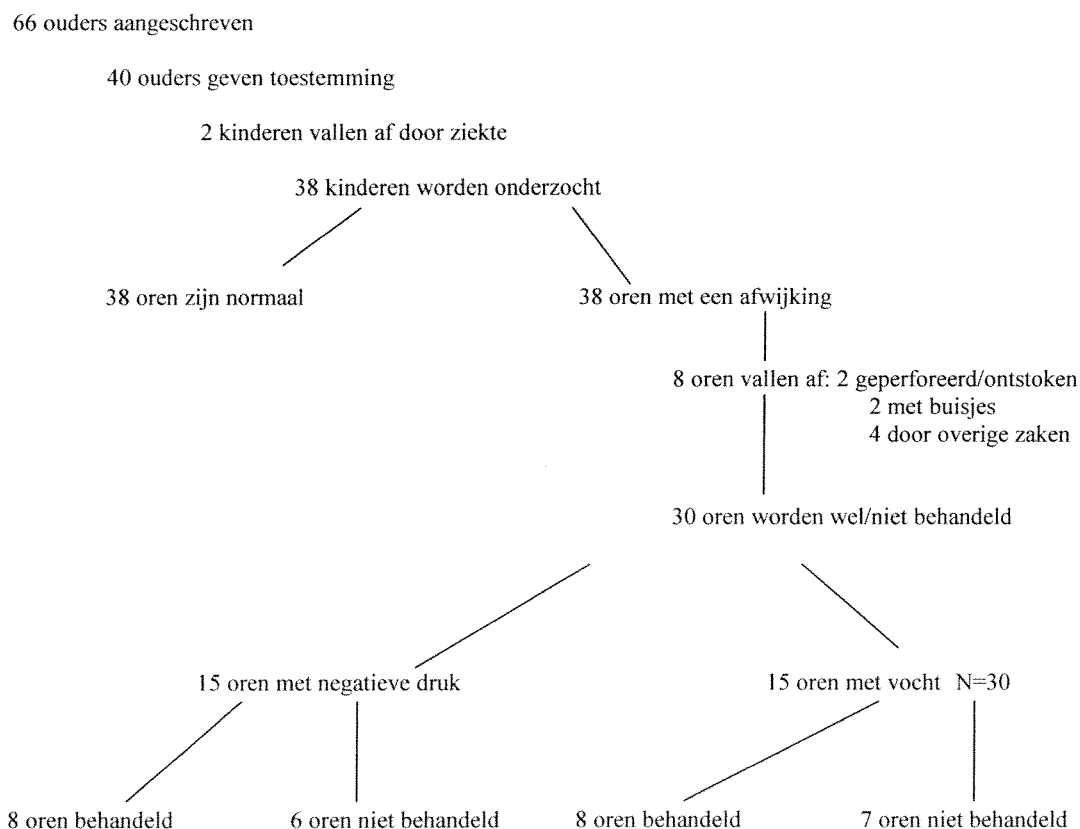 66 ouders aangeschreven
40 ouders geven toestemming
2 kinderen vallen af door ziekte
38 kinderen worden onderzocht
38 oren zijn normaal
38 oren met een afwijking
8 oren vallen af: 2 geperforeerd/ontstoken
2 met buisjes
4 door overige zaken
30 oren worden wel/niet behandeld
15 oren met negatieve druk
15 oren met vocht N=30
8 oren behandeld
6 oren niet behandeld
8 oren behandeld
7 oren niet behandeld